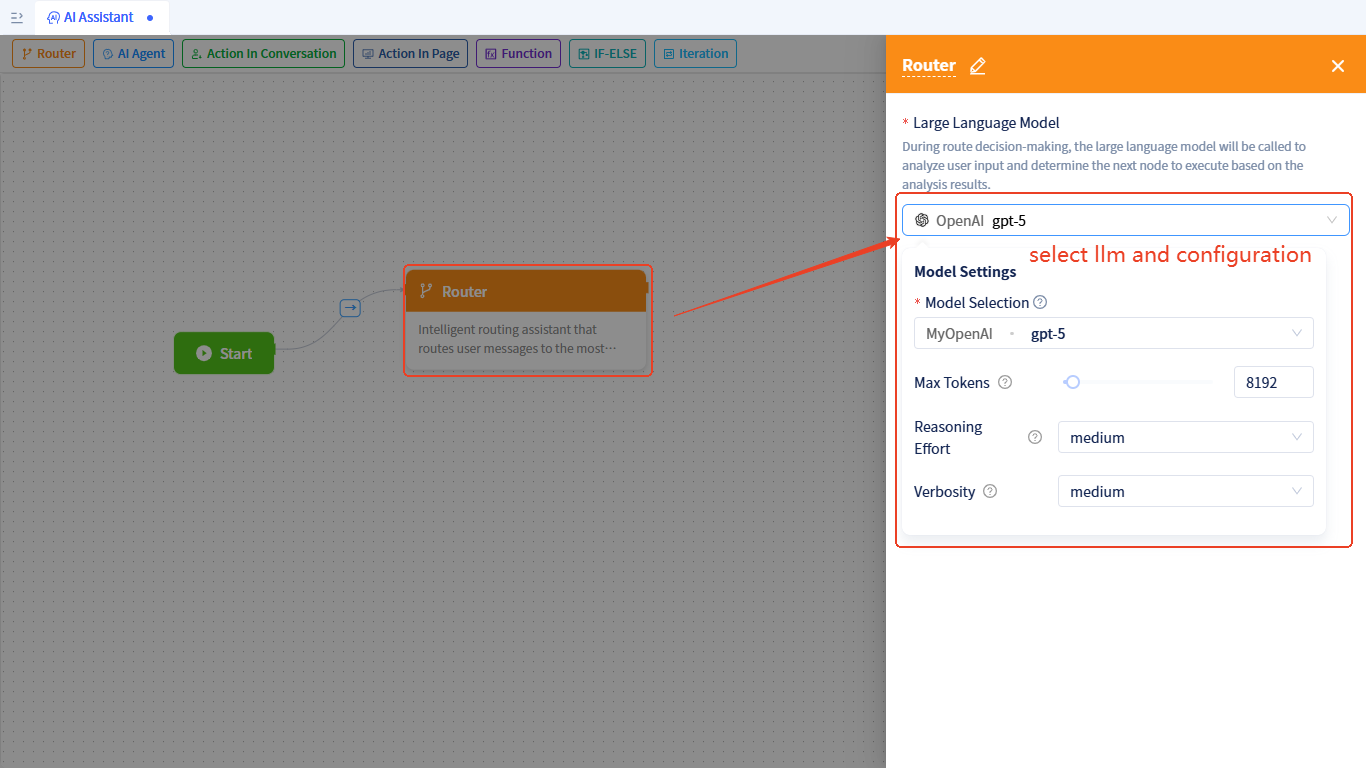 AI Assistant
Router
AI Agent
Action In Conversation
Action In Page
Function
IF-ELSE
Iteration
Start
Router
Intelligent routing assistant that
routes user messages to the most···
Router
* Large Language Model
During route decision-making, the large language model will be called to
analyze user input and determine the next node to execute based on the
analysis results.
OpenAI gpt-5
select llm and configuration
Model Settings
* Model Selection
MyOpenAI - gpt-5
Max Tokens
8192
Reasoning
Effort
medium
Verbosity
medium